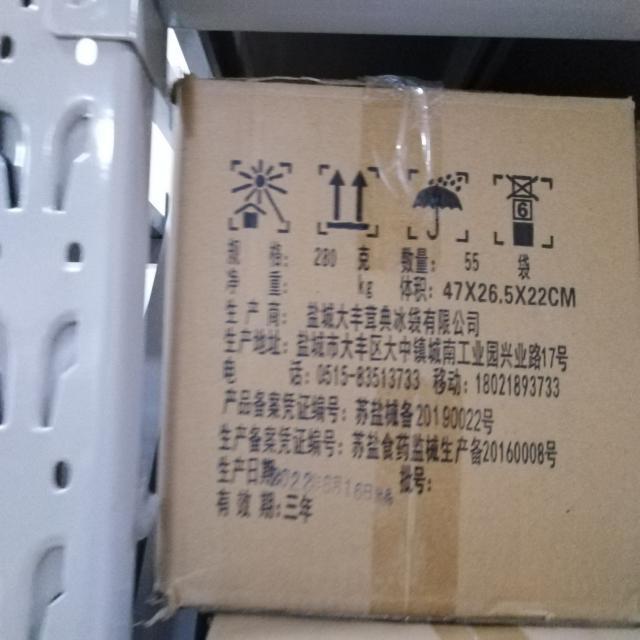 6
规 格: 280 克 数量: 55 袋
净 重: kg 体积: 47X26.5X22CM
生 产 商: 盐城大丰茸典冰袋有限公司
生产地址: 盐城市大丰区大中镇城南工业园兴业路17号
电 话: 0515-83513733 移动: 18021893733
产品备案凭证编号: 苏盐械备20190022号
生产备案凭证编号: 苏盐食药监械生产备20160008号
生产日期: 批号:
有 效 期:三年